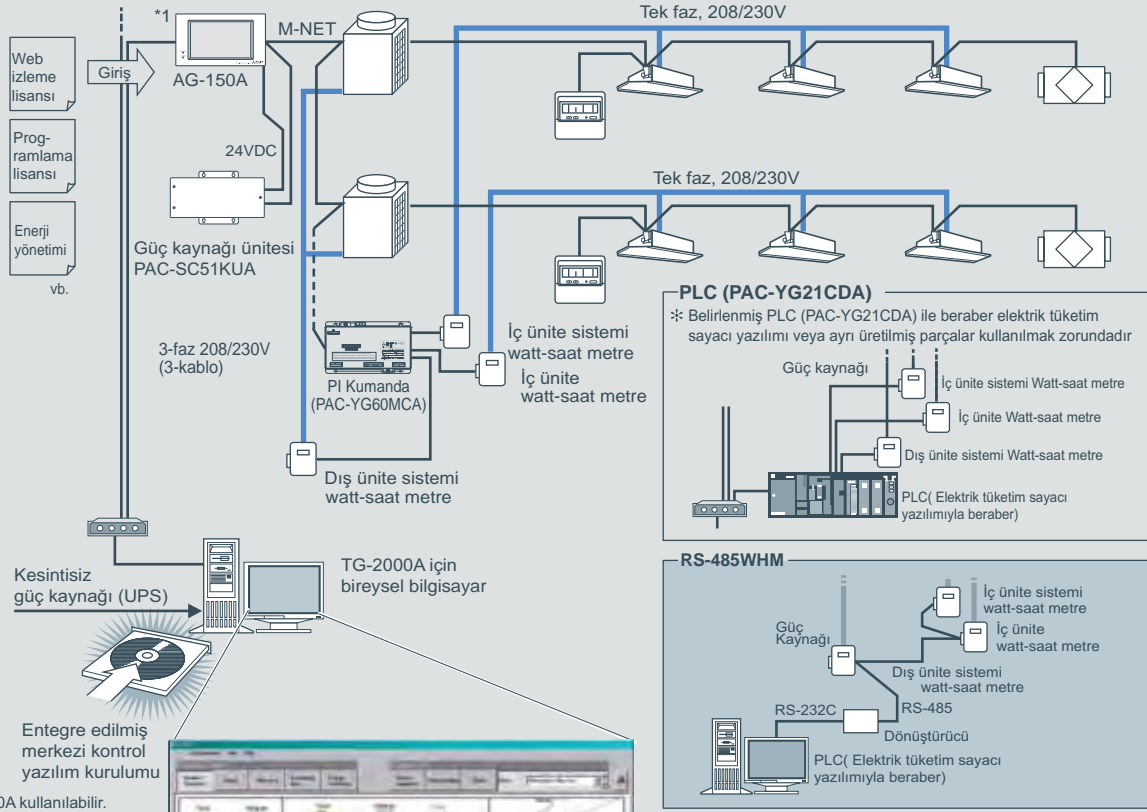 *1
Tek faz, 208/230V
M-NET
Web
izleme
lisansı
Giriş
AG-150A
Prog-
ramlama
lisansı
24VDC
Tek faz, 208/230V
Enerji
yönetimi
vb.
Güç kaynağı ünitesi
PAC-SC51KUA
3-faz 208/230V
(3-kablo)
PI Kumanda
(PAC-YG60MCA)
İç ünite sistemi
watt-saat metre
İç ünite
watt-saat metre
Dış ünite sistemi
watt-saat metre
PLC (PAC-YG21CDA)
Belirlenmiş PLC (PAC-YG21CDA) ile beraber elektrik tüketim
sayacı yazılımı veya ayrı üretilmiş parçalar kullanılmak zorundadır
Güç kaynağı
İç ünite sistemi Watt-saat metre
İç ünite Watt-saat metre
Dış ünite sistemi Watt-saat metre
PLC( Elektrik tüketim sayacı
yazılımıyla beraber)
Kesintisiz
güç kaynağı (UPS)
TG-2000A için
bireysel bilgisayar
Entegre edilmiş
merkezi kontrol
yazılım kurulumu
0A kullanılabilir.
RS-485WHM
İç ünite sistemi
watt-saat metre
Güç
Kaynağı
İç ünite
watt-saat metre
Dış ünite sistemi
watt-saat metre
RS-232C
RS-485
Dönüştürücü
PLC( Elektrik tüketim sayacı
yazılımıyla beraber)